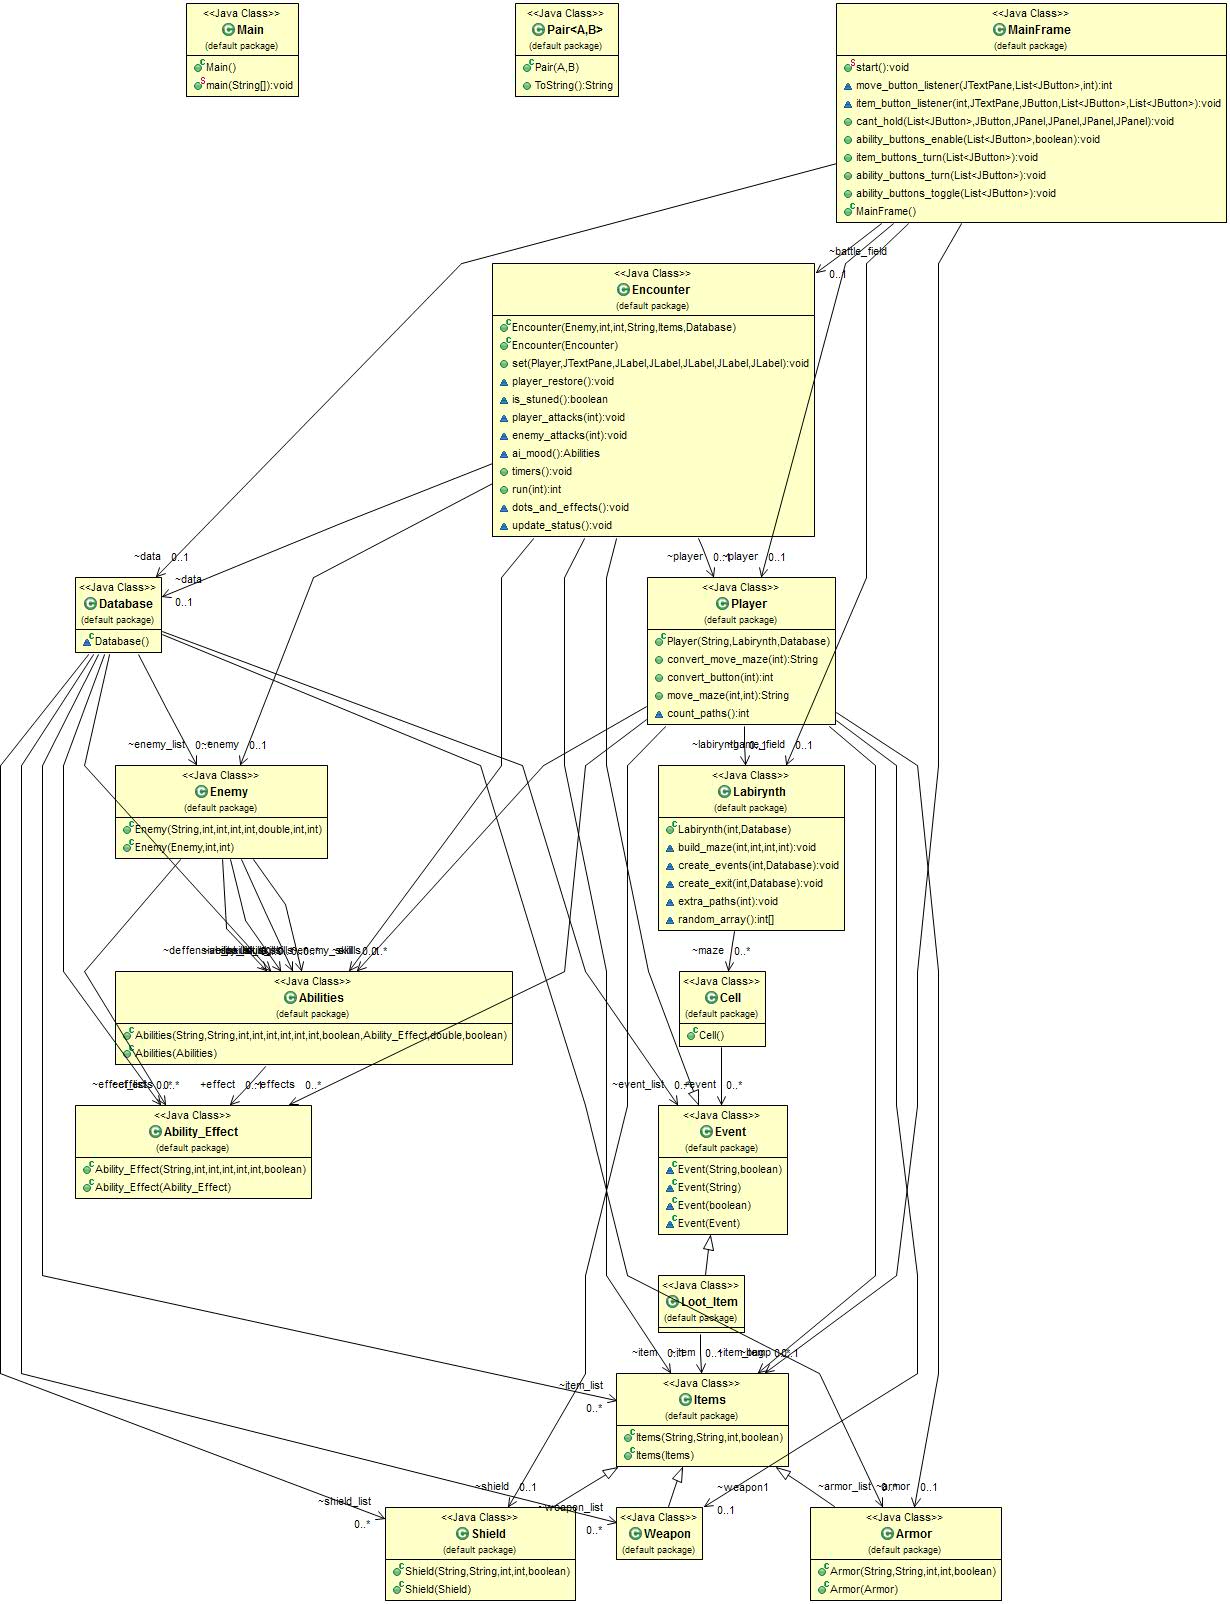 <<Java Class>>
Main
(default package)
Main()
main(String[]):void
<<Java Class>>
Pair<A,B>
(default package)
Pair(A,B)
ToString():String
<<Java Class>>
MainFrame
(default package)
start():void
move_button_listener(JTextPane,List<JButton>,int):int
item_button_listener(int,JTextPane,JButton,List<JButton>,List<JButton>):void
cant_hold(List<JButton>,JButton,JPanel,JPanel,JPanel,JPanel):void
ability_buttons_enable(List<JButton>,boolean):void
item_buttons_turn(List<JButton>):void
ability_buttons_turn(List<JButton>):void
ability_buttons_toggle(List<JButton>):void
MainFrame()
~battle_field
0..1
<<Java Class>>
Encounter
(default package)
Encounter(Enemy,int,int,String,Items,Database)
Encounter(Encounter)
set(Player,JTextPane,JLabel,JLabel,JLabel,JLabel,JLabel):void
player_restore():void
is_stuned():boolean
player_attacks(int):void
enemy_attacks(int):void
ai_mood():Abilities
timers():void
run(int):int
dots_and_effects():void
update_status():void
~data 0..1
~data
0..1
~player
~player 0..1
<<Java Class>>
Database
(default package)
Database()
<<Java Class>>
Player
(default package)
Player(String,Labirynth,Database)
convert_move_maze(int):String
convert_button(int):int
move_maze(int,int):String
count_paths():int
~enemy_list
~enemy 0..1
~labirynth
0..1
<<Java Class>>
Enemy
(default package)
Enemy(String,int,int,int,int,double,int,int)
Enemy(Enemy,int,int)
<<Java Class>>
Labirynth
(default package)
Labirynth(int,Database)
build_maze(int,int,int,int):void
create_events(int,Database):void
create_exit(int,Database):void
extra_paths(int):void
random_array():int[]
~maze 0..*
<<Java Class>>
Abilities
(default package)
Abilities(String,String,int,int,int,int,int,int,boolean,Ability_Effect,double,boolean)
Abilities(Abilities)
<<Java Class>>
Cell
(default package)
Cell()
+effect
~effects 0..*
~event_list
+event 0..*
<<Java Class>>
Ability_Effect
(default package)
Ability_Effect(String,int,int,int,int,int,boolean)
Ability_Effect(Ability_Effect)
<<Java Class>>
Event
(default package)
Event(String,boolean)
Event(String)
Event(boolean)
Event(Event)
<<Java Class>>
Loot_Item
(default package)
~item
~item_list
0..*
<<Java Class>>
Items
(default package)
Items(String,String,int,boolean)
Items(Items)
~shield 0..1
~weapon1
0..1
~armor_list
~armor 0..1
~shield_list
0..*
~weapon_list
0..*
<<Java Class>>
Shield
(default package)
Shield(String,String,int,int,boolean)
Shield(Shield)
<<Java Class>>
Weapon
(default package)
<<Java Class>>
Armor
(default package)
Armor(String,String,int,int,boolean)
Armor(Armor)